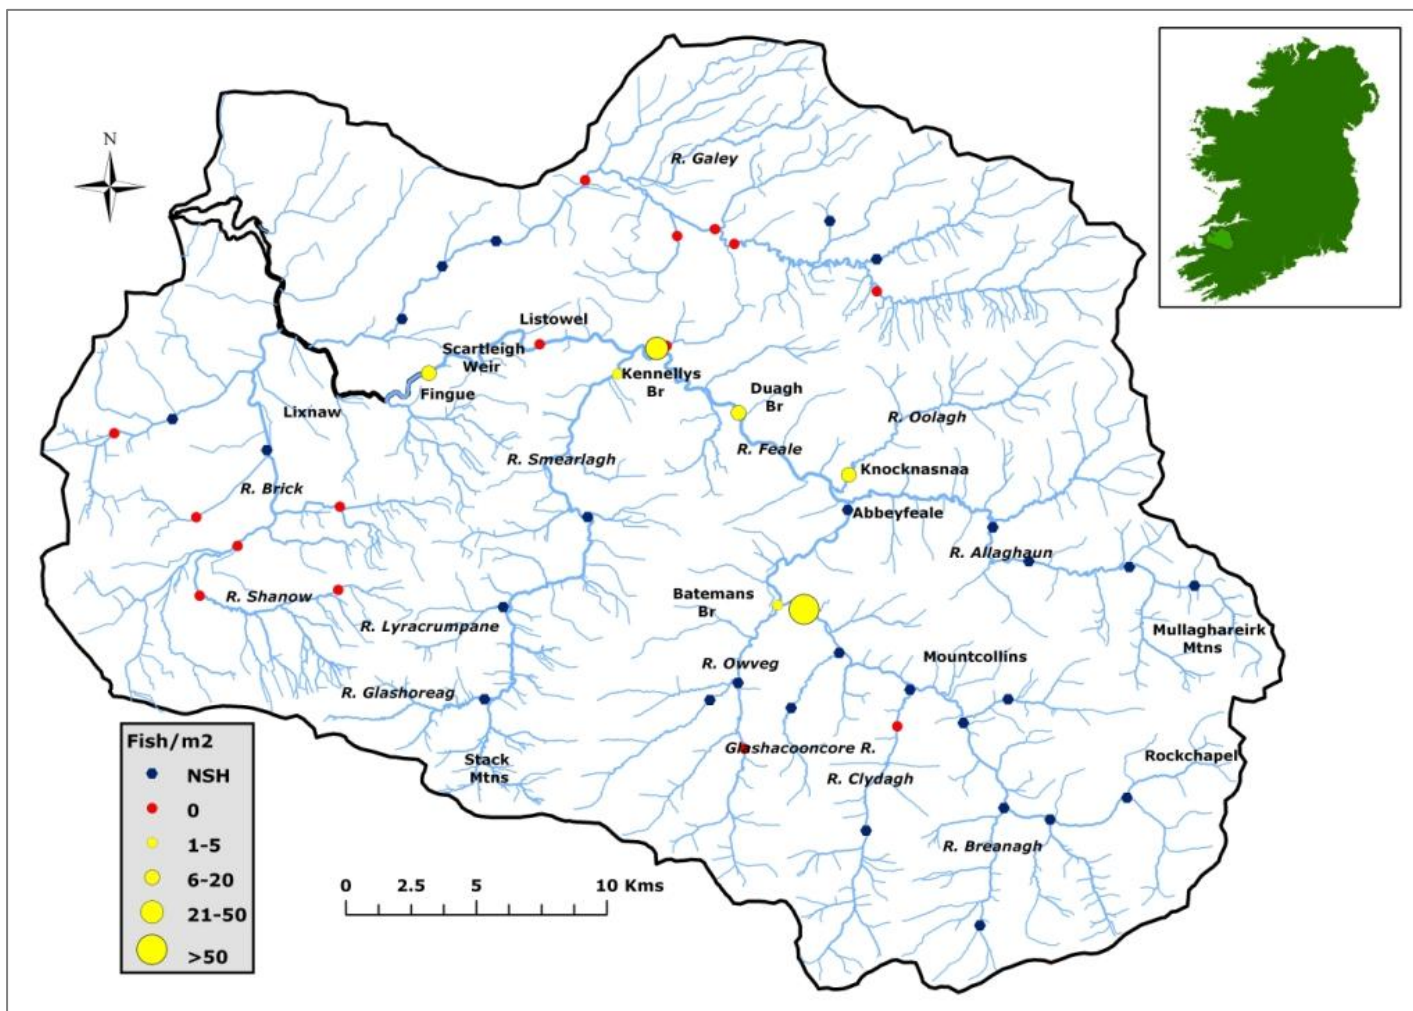 N
R. Galey
Listowel
Scartleigh
Weir
Fingue
Kennellys
Br
Duagh
Br
Lixnaw
R. Oolagh
R. Feale
R. Smearlagh
Knocknasnaa
R. Brick
Abbeyfeale
R. Allaghaun
Batemans
Br
R. Shanow
R. Lyracrumpane
Mullaghareirk
Mtns
R. Owveg
Mountcollins
R. Glashoreag
Glashacooncore R.
Rockchapel
Stack
Mtns
R. Clydagh
R. Breanagh
Fish/m2
NSH
0
1-5
6-20
21-50
>50
0 2.5 5 10 Kms